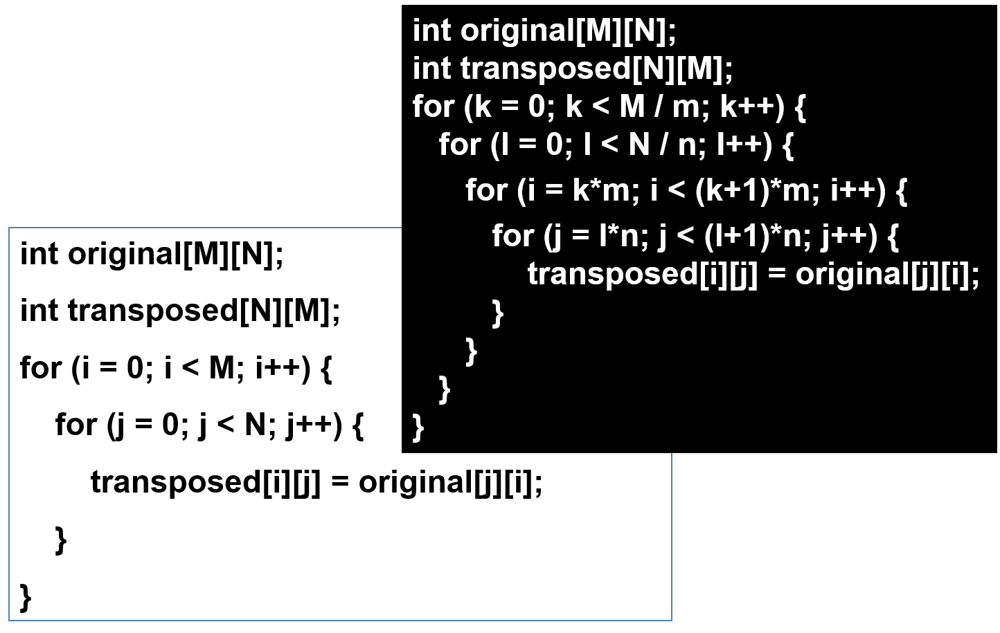 int original[M][N];
int transposed[N][M];
for (k = 0; k < M / m; k++) {
for (l = 0; l < N / n; l++) {
for (i = k*m; i < (k+1)*m; i++) {
for (j = l*n; j < (l+1)*n; j++) {
transposed[i][j] = original[j][i];
}
}
}
}
int original[M][N];
int transposed[N][M];
for (i = 0; i < M; i++) {
for (j = 0; j < N; j++) {
transposed[i][j] = original[j][i];
}
}